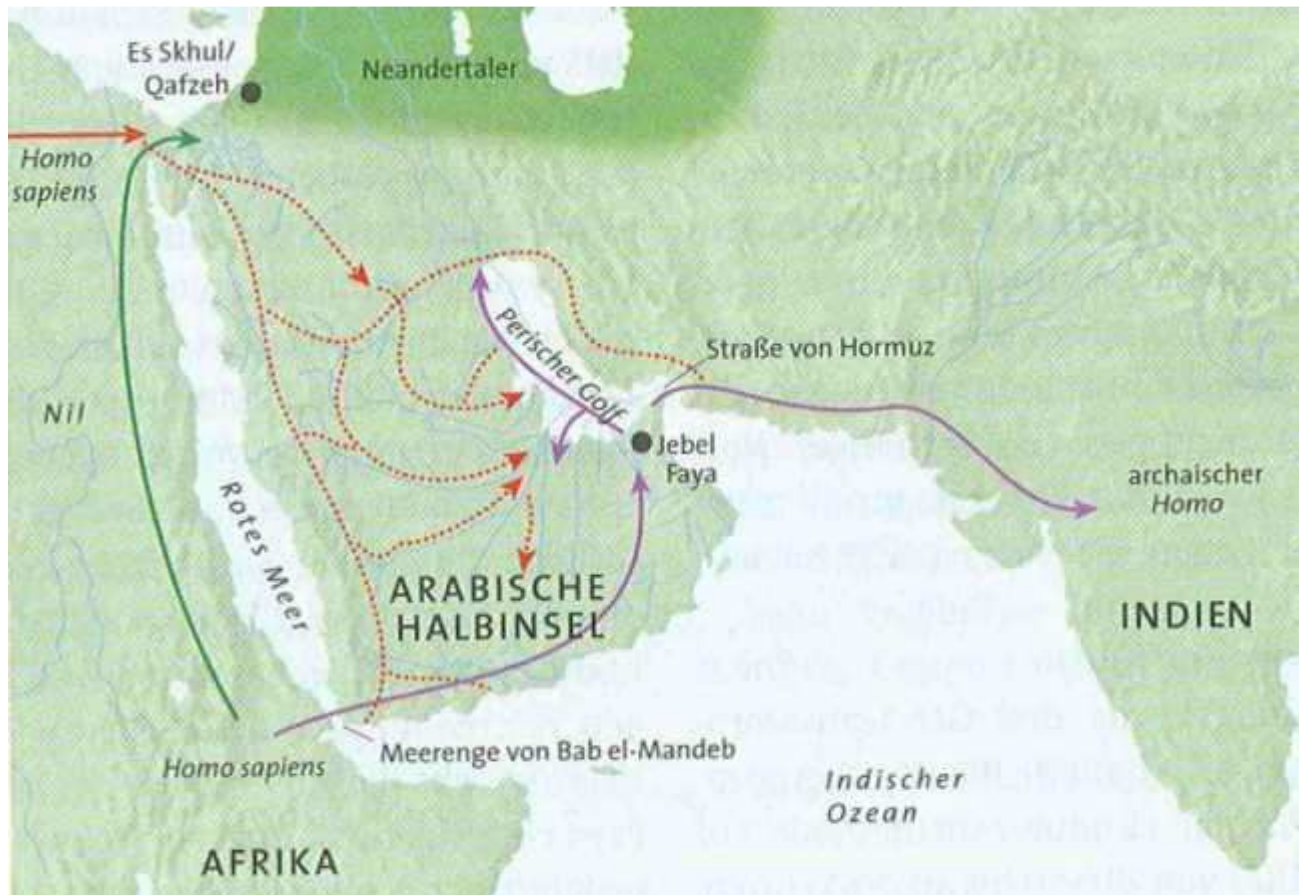 Es Skhul/
Qafzeh
Neandertaler
Homo
sapiens
Perischer Golf
Straße von Hormuz
Nil
Jebel
Faya
archaischer
Homo
Rotes Meer
ARABISCHE
HALBINSEL
INDIEN
Meerenge von Bab el-Mandeb
Homo sapiens
Indischer
Ozean
AFRIKA